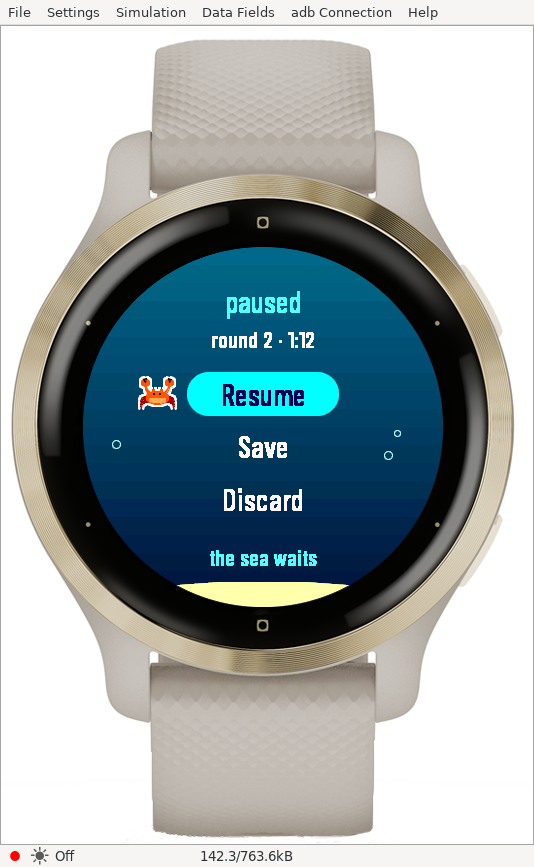 File Settings Simulation Data Fields adb Connection Help
paused
round 2 · 1:12
Resume
Save
Discard
the sea waits
Off 142.3/763.6kB